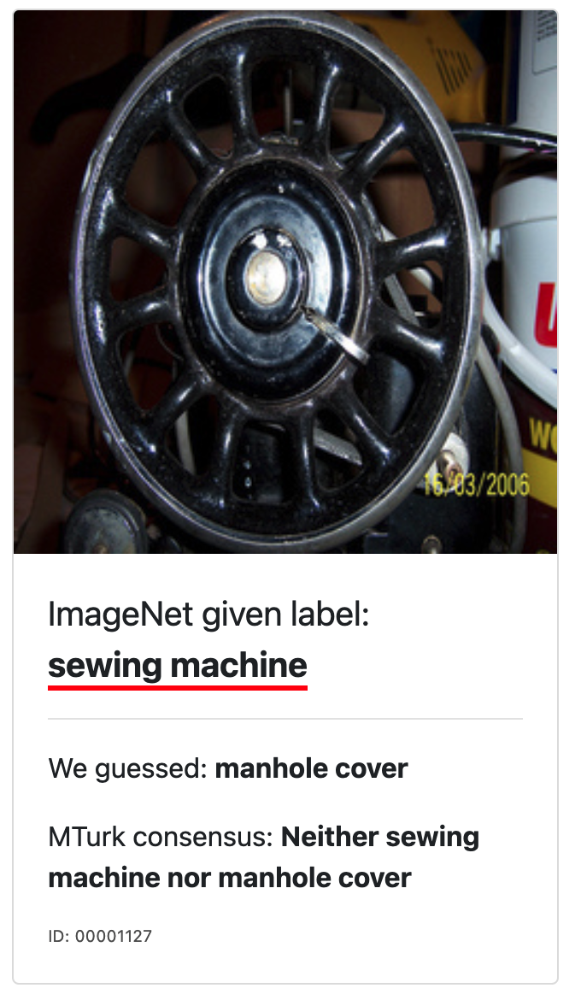 16/03/2006
ImageNet given label:
sewing machine
We guessed: manhole cover
MTurk consensus: Neither sewing
machine nor manhole cover
ID: 00001127